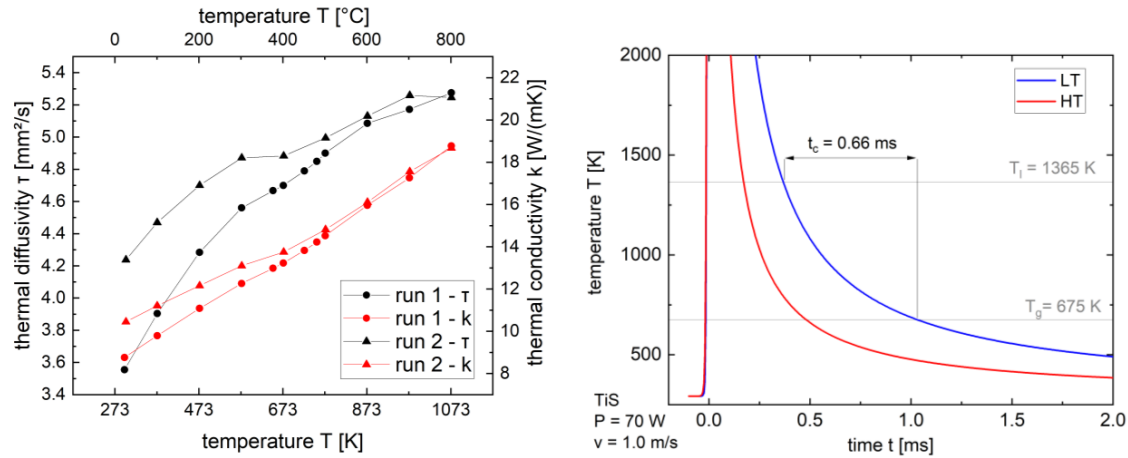 temperature T [°C]
0 200 400 600 800
5.4
5.2
5.0
4.8
4.6
4.4
4.2
4.0
3.8
3.6
3.4
thermal diffusivity τ [mm²/s]
22
20
18
16
14
12
10
8
thermal conductivity k [W/(mK)]
run 1 - τ
run 1 - k
run 2 - τ
run 2 - k
273 473 673 873 1073
temperature T [K]
2000
1500
1000
500
temperature T [K]
LT
HT
t_c = 0.66 ms
T_l = 1365 K
T_g = 675 K
0.0 0.5 1.0 1.5 2.0
time t [ms]
TiS
P = 70 W
v = 1.0 m/s